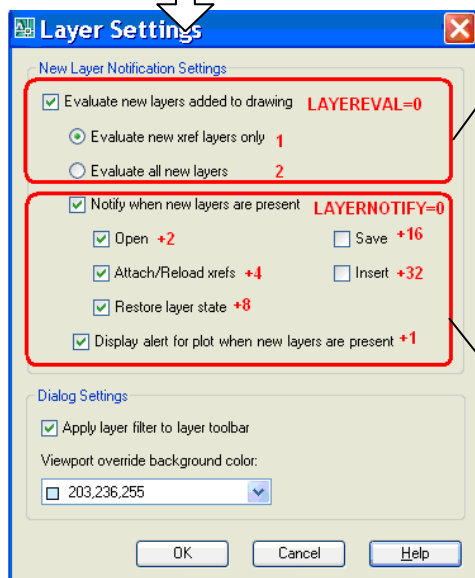 Layer Settings
New Layer Notification Settings
Evaluate new layers added to drawing LAYEREVAL=0
Evaluate new xref layers only 1
Evaluate all new layers 2
Notify when new layers are present LAYERNOTIFY=0
Open +2 Save +16
Attach/Reload xrefs +4 Insert +32
Restore layer state +8
Display alert for plot when new layers are present +1
Dialog Settings
Apply layer filter to layer toolbar
Viewport override background color:
203,236,255
OK Cancel Help